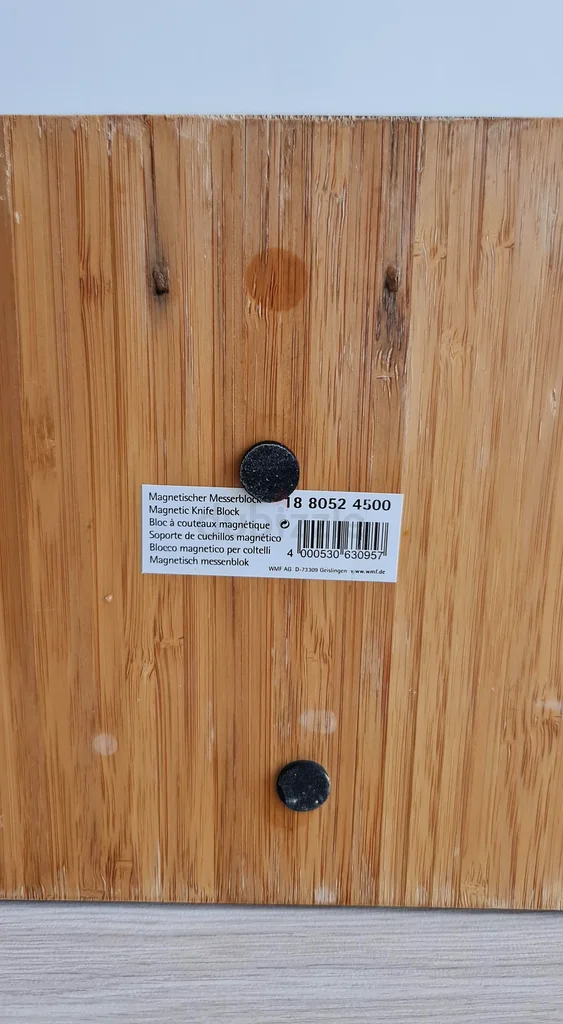 Magnetischer Messerblock
Magnetic Knife Block
Bloc à couteaux magnétique
Soporte de cuchillos magnético
Blocco magnetico per coltelli
Magnetisch messenblok
18 8052 4500
4 000530 630957
WMF AG D-73309 Geislingen www.wmf.de